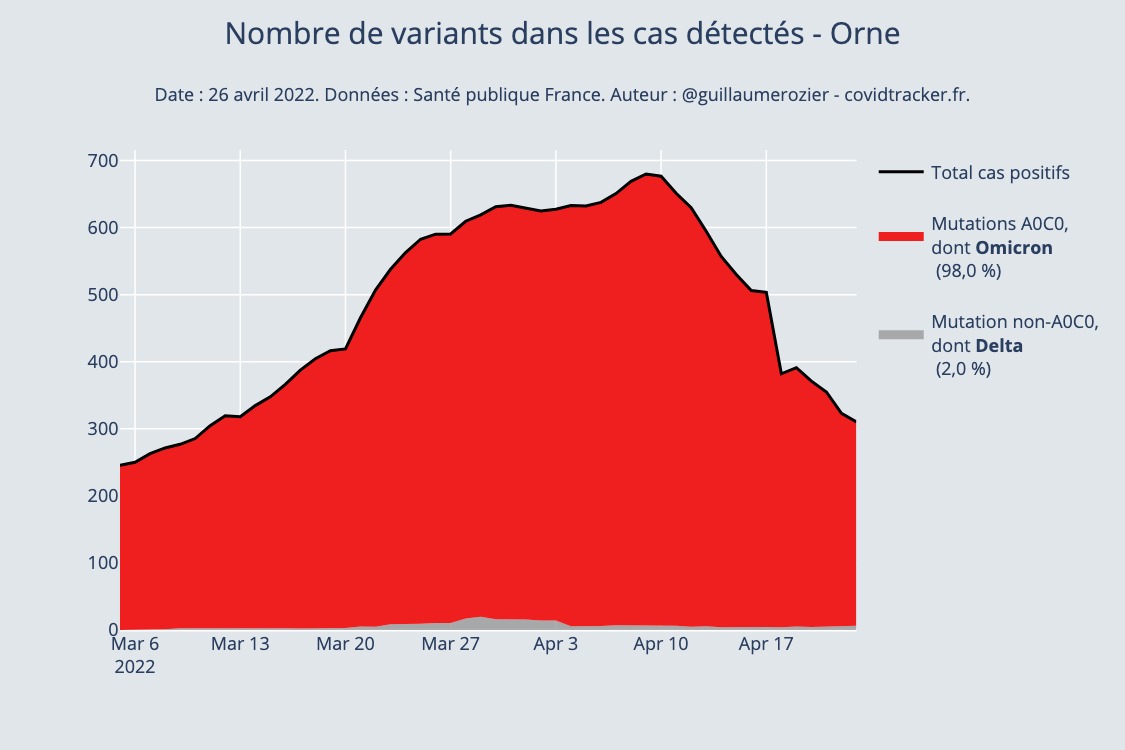 Nombre de variants dans les cas détectés - Orne
Date : 26 avril 2022. Données : Santé publique France. Auteur : @guillaumerozier - covidtracker.fr.
700
600
500
400
300
200
100
0
Mar 6
2022
Mar 13
Mar 20
Mar 27
Apr 3
Apr 10
Apr 17
Total cas positifs
Mutations A0C0,
dont Omicron
(98,0 %)
Mutation non-A0C0,
dont Delta
(2,0 %)